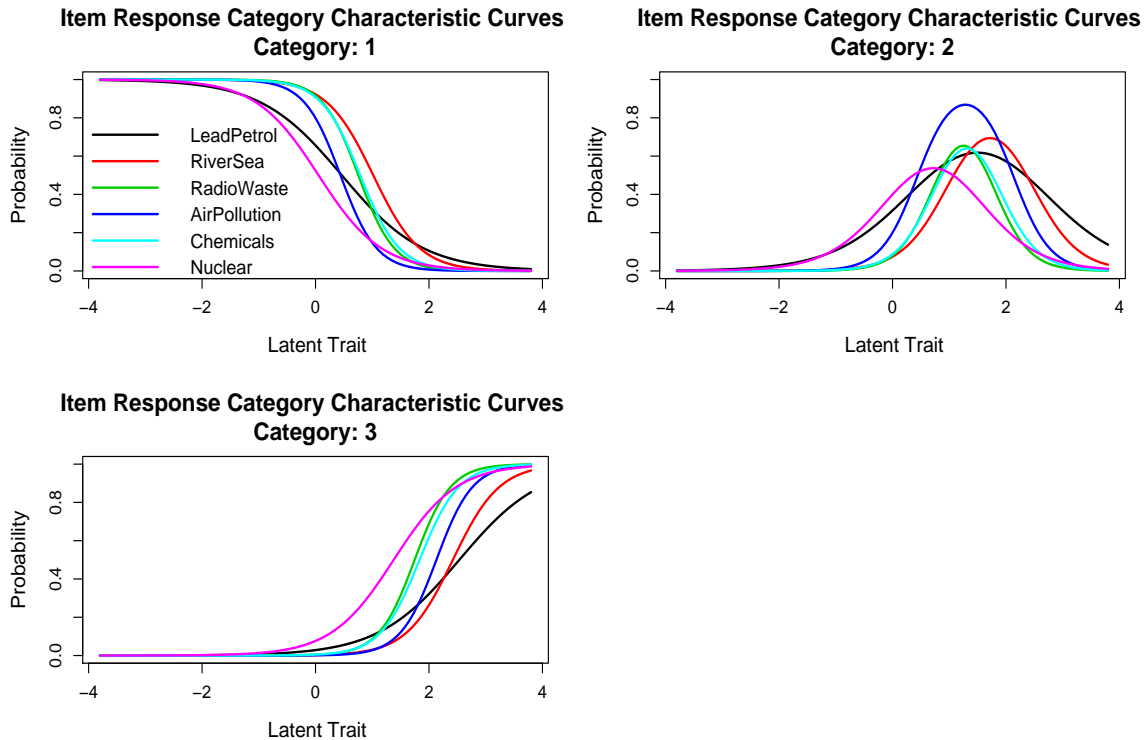 Item Response Category Characteristic Curves
Category: 1
Probability
0.0 0.4 0.8
LeadPetrol
RiverSea
RadioWaste
AirPollution
Chemicals
Nuclear
−4 −2 0 2 4
Latent Trait
Item Response Category Characteristic Curves
Category: 2
Probability
0.0 0.4 0.8
−4 −2 0 2 4
Latent Trait
Item Response Category Characteristic Curves
Category: 3
Probability
0.0 0.4 0.8
−4 −2 0 2 4
Latent Trait